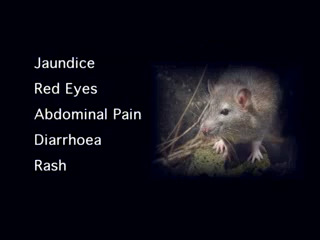 Jaundice
Red Eyes
Abdominal Pain
Diarrhoea
Rash